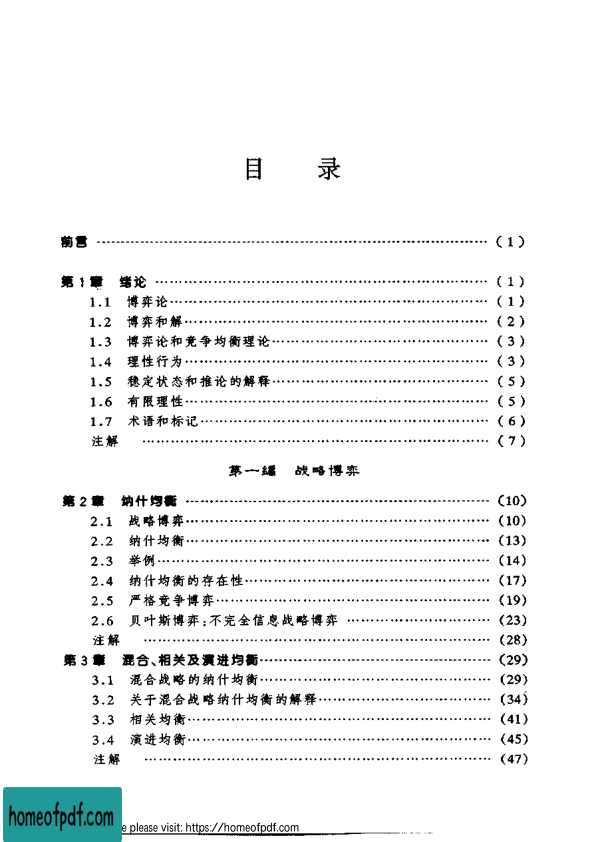 目 录
前言 ……………………………………………………………… (1)
第1章 绪论 ……………………………………………………… (1)
1.1 博弈论 ……………………………………………………… (1)
1.2 博弈和解 …………………………………………………… (2)
1.3 博弈论和竞争均衡理论 …………………………………… (3)
1.4 理性行为 …………………………………………………… (3)
1.5 稳定状态和推论的解释 …………………………………… (5)
1.6 有限理性 …………………………………………………… (5)
1.7 术语和标记 ………………………………………………… (6)
注解 ……………………………………………………………… (7)
第一编 战略博弈
第2章 纳什均衡 ………………………………………………… (10)
2.1 战略博弈 …………………………………………………… (10)
2.2 纳什均衡 …………………………………………………… (13)
2.3 举例 ………………………………………………………… (14)
2.4 纳什均衡的存在性 ………………………………………… (17)
2.5 严格竞争博弈 ……………………………………………… (19)
2.6 贝叶斯博弈:不完全信息战略博弈 ……………………… (23)
注解 ……………………………………………………………… (28)
第3章 混合、相关及演进均衡 ………………………………… (29)
3.1 混合战略的纳什均衡 ……………………………………… (29)
3.2 关于混合战略纳什均衡的解释 …………………………… (34)
3.3 相关均衡 …………………………………………………… (41)
3.4 演进均衡 …………………………………………………… (45)
注解 ……………………………………………………………… (47)
homeofpdf.com
please visit: https://homeofpdf.com